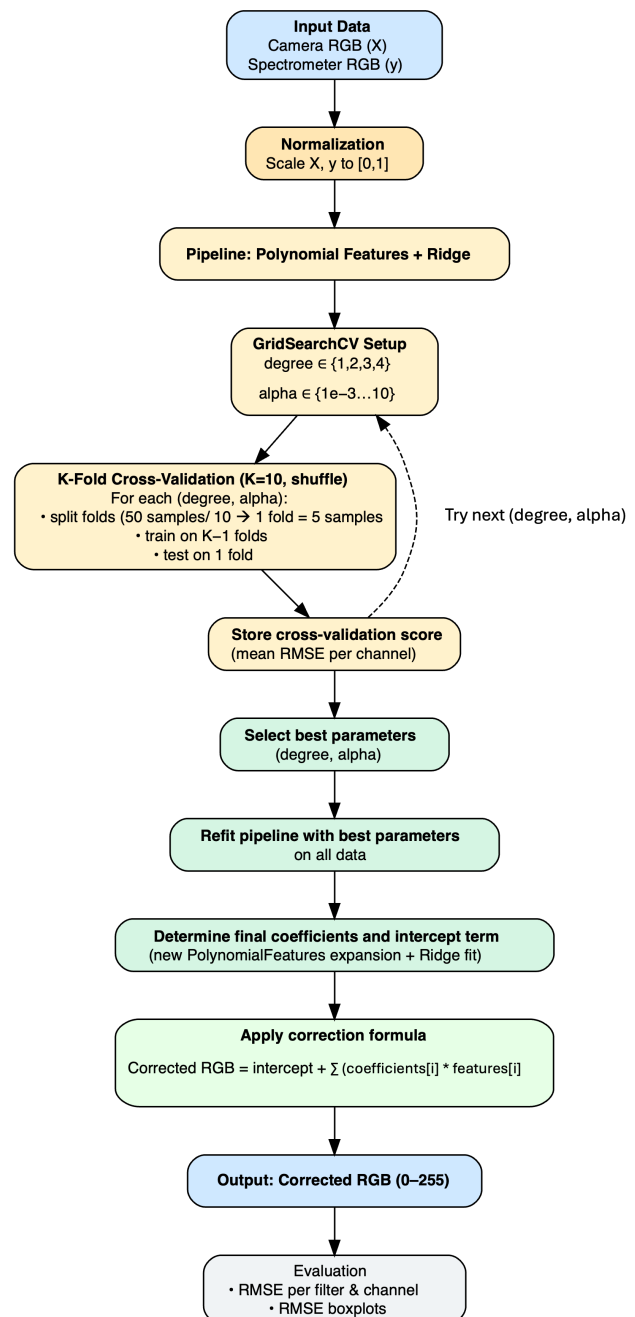 Input Data
Camera RGB (X)
Spectrometer RGB (y)
Normalization
Scale X, y to [0,1]
Pipeline: Polynomial Features + Ridge
GridSearchCV Setup
degree ∈ {1,2,3,4}
alpha ∈ {1e−3…10}
K-Fold Cross-Validation (K=10, shuffle)
For each (degree, alpha):
• split folds (50 samples/ 10 → 1 fold = 5 samples
• train on K−1 folds
• test on 1 fold
Try next (degree, alpha)
Store cross-validation score
(mean RMSE per channel)
Select best parameters
(degree, alpha)
Refit pipeline with best parameters
on all data
Determine final coefficients and intercept term
(new PolynomialFeatures expansion + Ridge fit)
Apply correction formula
Corrected RGB = intercept + ∑ (coefficients[i] * features[i]
Output: Corrected RGB (0–255)
Evaluation
• RMSE per filter & channel
• RMSE boxplots